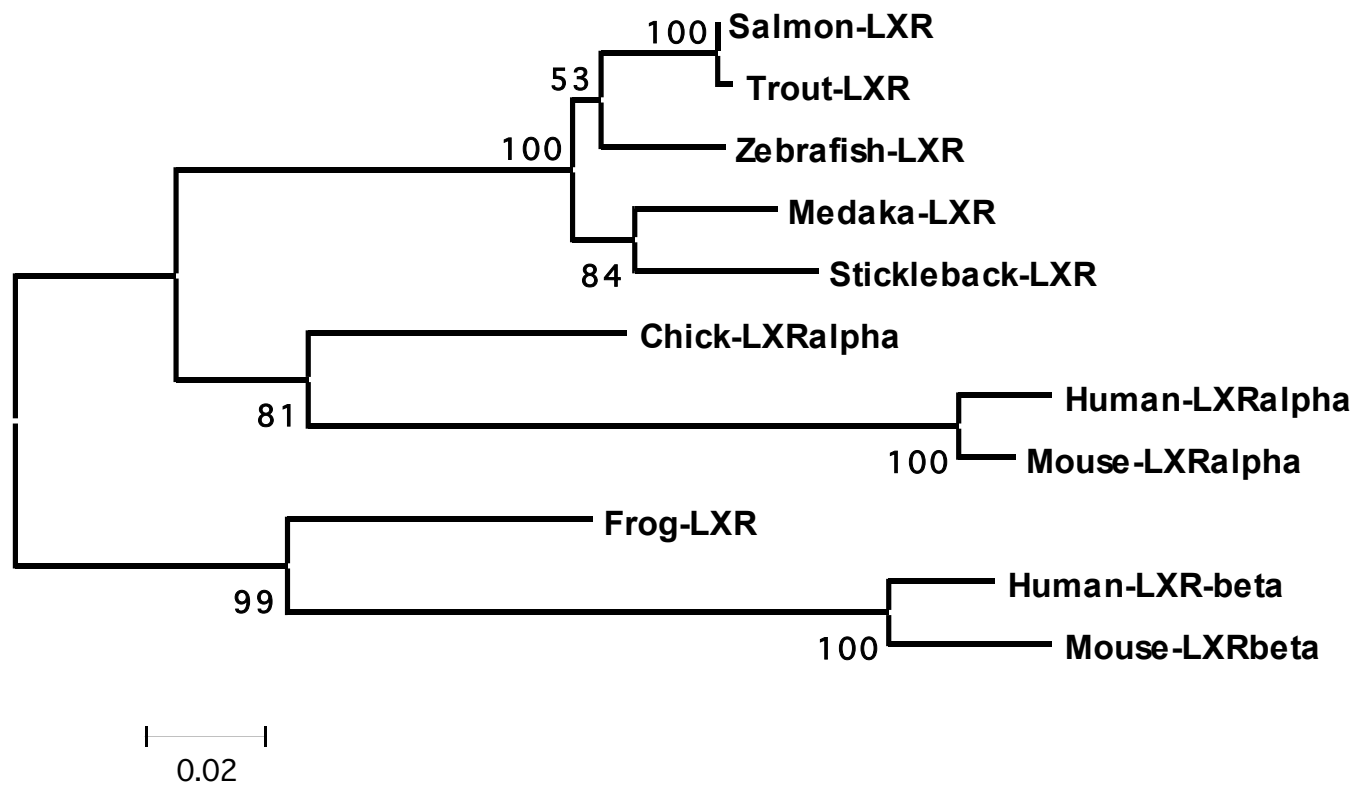 100 Salmon-LXR
53 Trout-LXR
100 Zebrafish-LXR
Medaka-LXR
84 Stickleback-LXR
Chick-LXRalpha
81 Human-LXRalpha
100 Mouse-LXRalpha
Frog-LXR
99 Human-LXR-beta
100 Mouse-LXRbeta
0.02